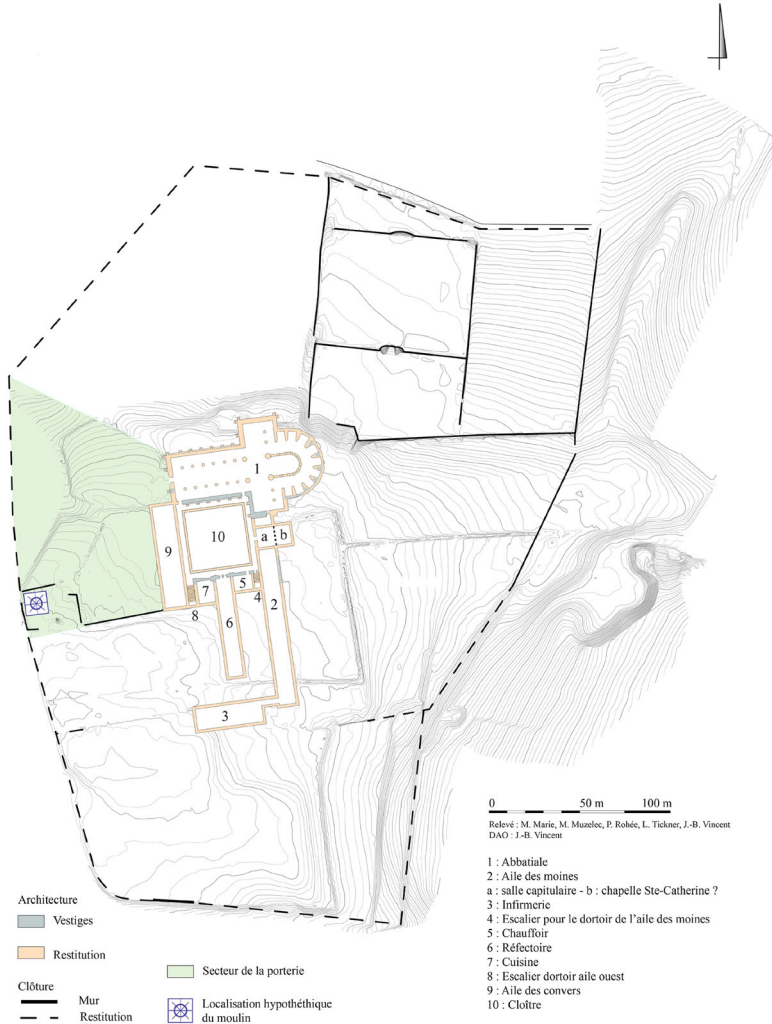 1
10
a
b
9
7
5
4
2
8
6
3
0 50 m 100 m
Relevé : M. Marie, M. Muzelec, P. Rohée, L. Tickner, J.-B. Vincent
DAO : J.-B. Vincent
1 : Abbatiale
2 : Aile des moines
a : salle capitulaire - b : chapelle Ste-Catherine ?
3 : Infirmerie
4 : Escalier pour le dortoir de l'aile des moines
5 : Chauffoir
6 : Réfectoire
7 : Cuisine
8 : Escalier dortoir aile ouest
9 : Aile des convers
10 : Cloître
Architecture
Vestiges
Restitution
Clôture
Mur
Restitution
Secteur de la porterie
Localisation hypothéthique
du moulin